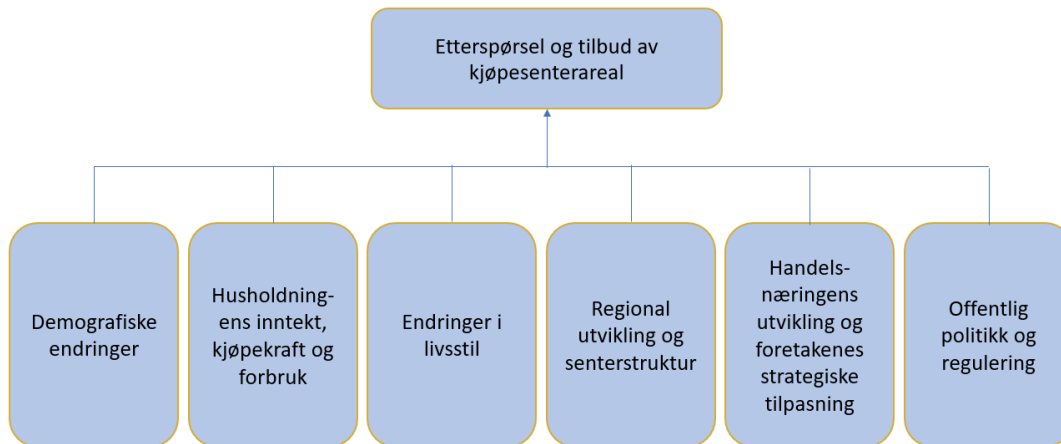 Etterspørsel og tilbud av
kjøpesenterareal
Demografiske
endringer
Husholdning-
ens inntekt,
kjøpekraft og
forbruk
Endringer i
livsstil
Regional
utvikling og
senterstruktur
Handels-
næringens
utvikling og
foretakenes
strategiske
tilpasning
Offentlig
politikk og
regulering